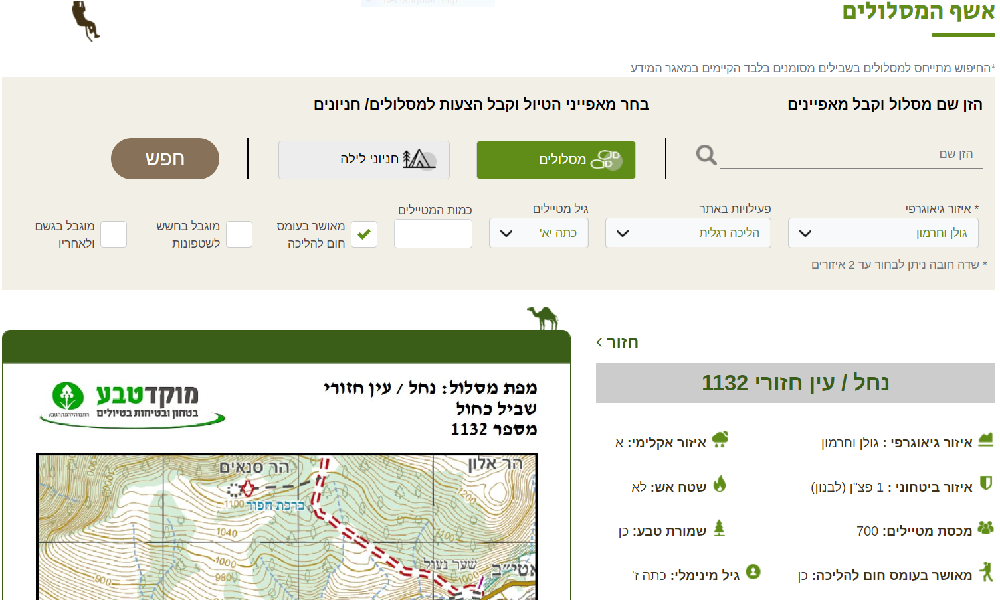 אשף המסלולים
*החיפוש מתייחס למסלולים בשבילים מסומנים בלבד הקיימים במאגר המידע
הזן שם מסלול וקבל מאפיינים
בחר מאפייני הטיול וקבל הצעות למסלולים/ חניונים
הזן שם
מסלולים
חניוני לילה
חפש
* איזור גיאוגרפי
גולן וחרמון
פעילויות באתר
הליכה רגלית
גיל מטיילים
כתה יא'
כמות המטיילים
מאושר בעומס
חום להליכה
מוגבל בחשש
לשטפונות
מוגבל בגשם
ולאחריו
* שדה חובה ניתן לבחור עד 2 איזורים
חזור
נחל / עין חזורי 1132
איזור גיאוגרפי : גולן וחרמון
איזור אקלימי: א
איזור ביטחוני : 1 פצ"ן (לבנון)
שטח אש: לא
מכסת מטיילים: 700
שמורת טבע: כן
מאושר בעומס חום להליכה: כן
גיל מינימלי: כתה ז'
מפת מסלול: נחל / עין חזורי
שביל כחול
מספר 1132
מוקדטבע
בטחון ובטיחות בטיולים
החברה להגנת הטבע
הר סנאים
הר אלון
1200
1100
ברכת חפור
1040
1100
1000
980
900
שער נעול
1000